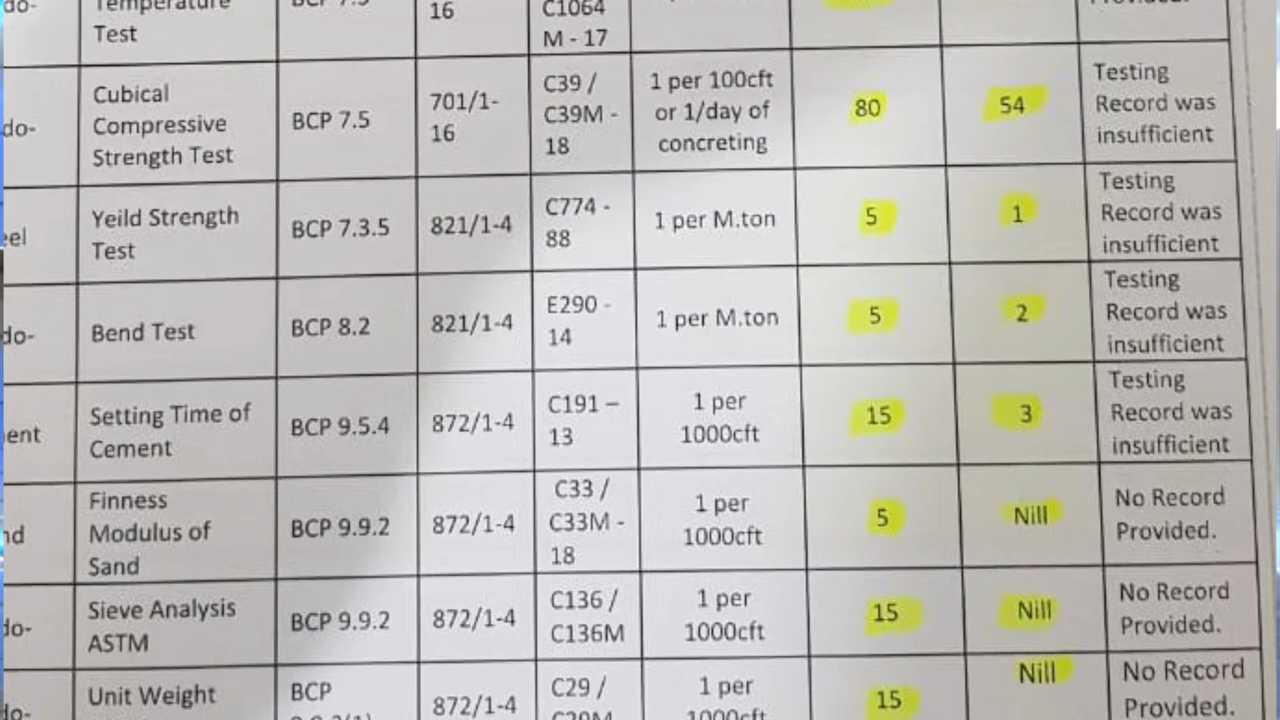 Temperature
Test
16
C1064
M - 17
Provided.
do-
Cubical
Compressive
Strength Test
BCP 7.5
701/1-
16
C39 /
C39M -
18
1 per 100cft
or 1/day of
concreting
80
54
Testing
Record was
insufficient
eel
Yeild Strength
Test
BCP 7.3.5
821/1-4
C774 -
88
1 per M.ton
5
1
Testing
Record was
insufficient
do-
Bend Test
BCP 8.2
821/1-4
E290 -
14
1 per M.ton
5
2
Testing
Record was
insufficient
ent
Setting Time of
Cement
BCP 9.5.4
872/1-4
C191 –
13
1 per
1000cft
15
3
Testing
Record was
insufficient
nd
Finness
Modulus of
Sand
BCP 9.9.2
872/1-4
C33 /
C33M -
18
1 per
1000cft
5
Nill
No Record
Provided.
do-
Sieve Analysis
ASTM
BCP 9.9.2
872/1-4
C136 /
C136M
1 per
1000cft
15
Nill
No Record
Provided.
do-
Unit Weight
BCP
872/1-4
C29 /
C29M
1 per
1000cft
15
Nill
No Record
Provided.